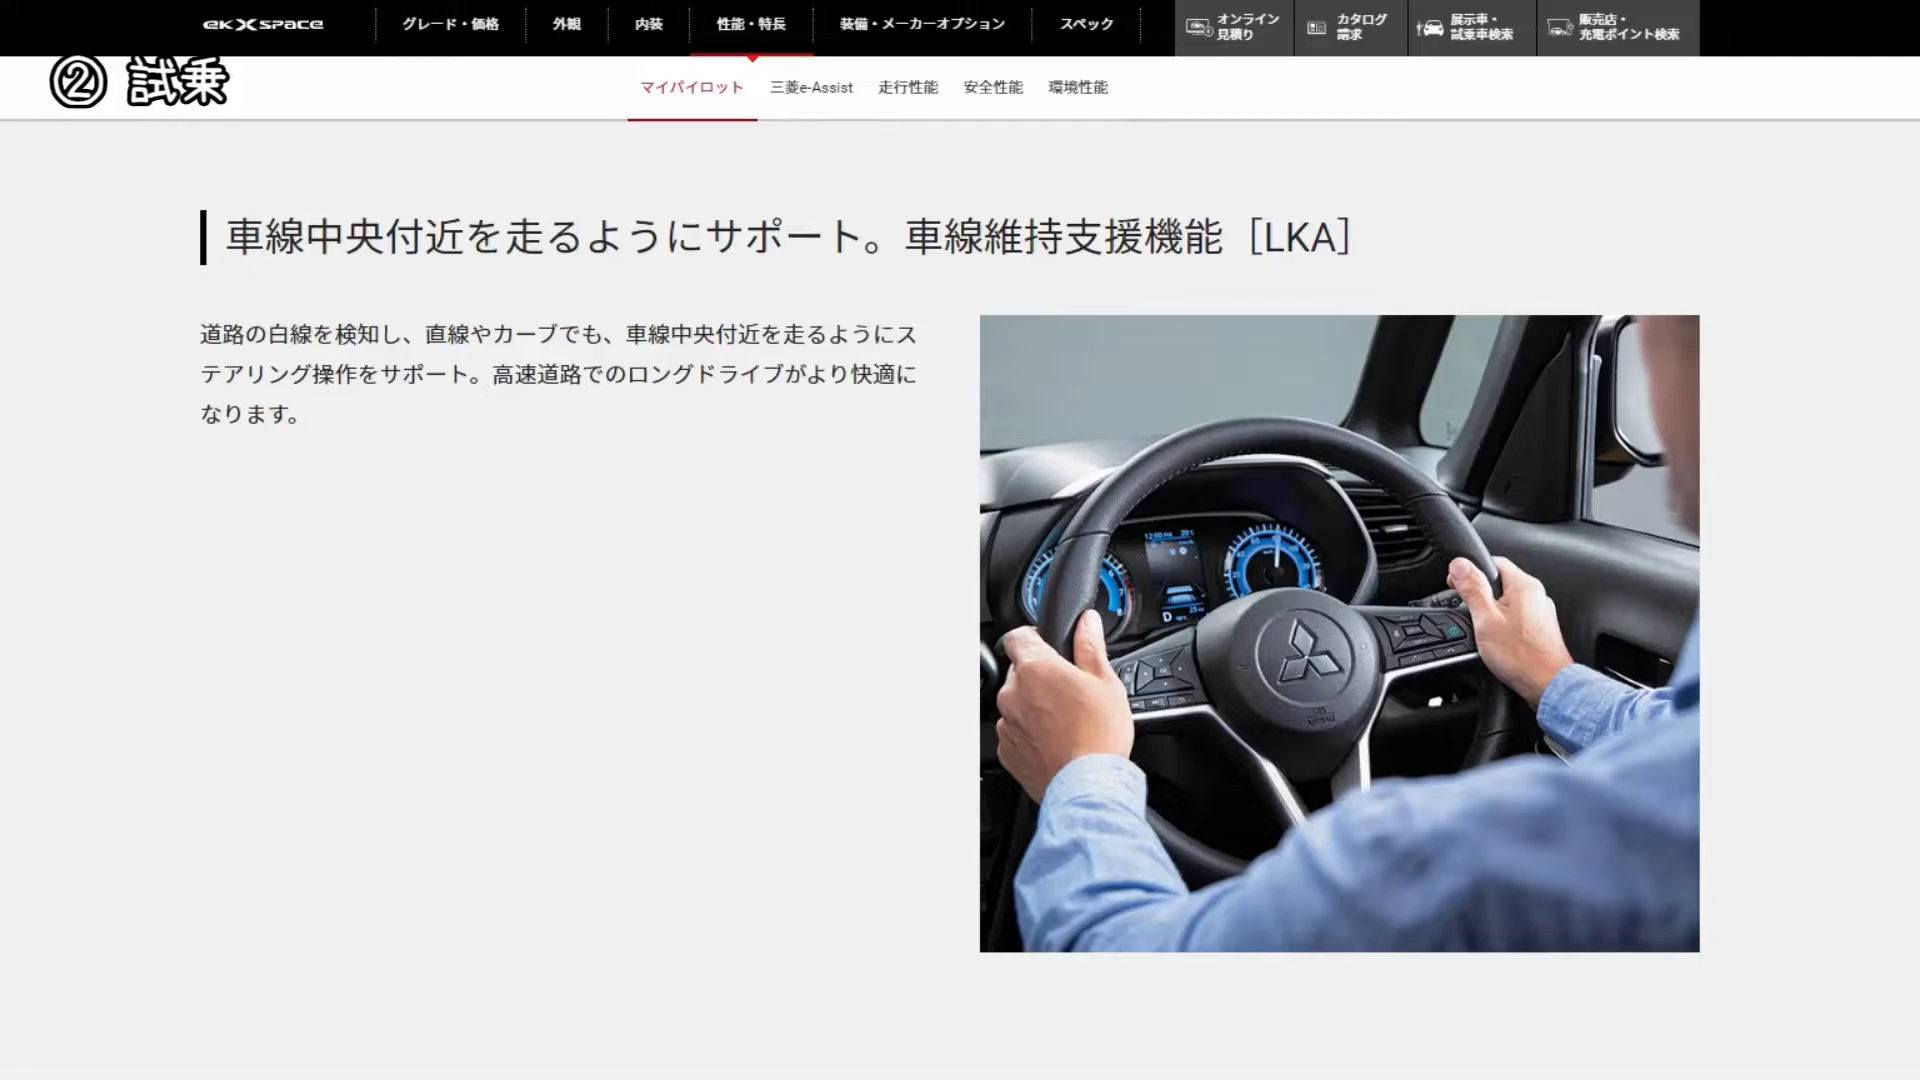 eK X SPACE
グレード・価格
外観
内装
性能・特長
装備・メーカーオプション
スペック
オンライン
見積り
カタログ
請求
展示車・
試乗車検索
販売店・
充電ポイント検索
② 試乗
マイパイロット
三菱e-Assist
走行性能
安全性能
環境性能
車線中央付近を走るようにサポート。車線維持支援機能［LKA］
道路の白線を検知し、直線やカーブでも、車線中央付近を走るようにス
テアリング操作をサポート。高速道路でのロングドライブがより快適に
なります。